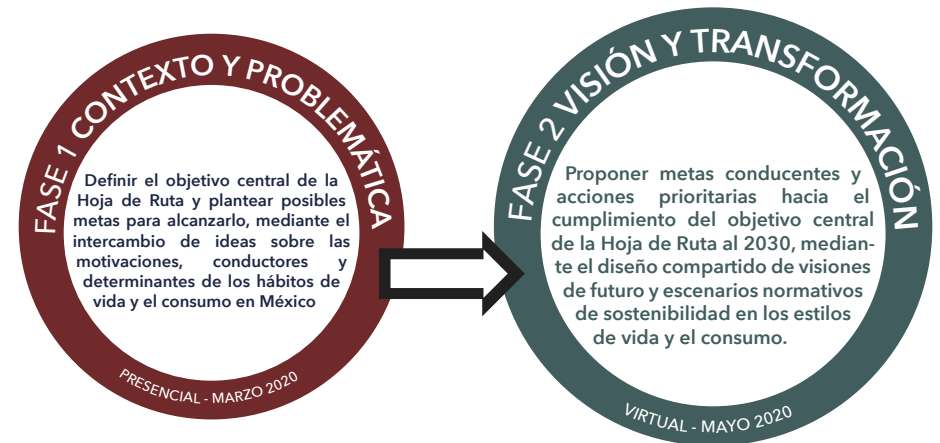 FASE 1 CONTEXTO Y PROBLEMÁTICA
Definir el objetivo central de la
Hoja de Ruta y plantear posibles
metas para alcanzarlo, mediante el
intercambio de ideas sobre las
motivaciones, conductores y
determinantes de los hábitos de
vida y el consumo en México
PRESENCIAL - MARZO 2020
FASE 2 VISIÓN Y TRANSFORMACIÓN
Proponer metas conducentes y
acciones prioritarias hacia el
cumplimiento del objetivo central
de la Hoja de Ruta al 2030, median-
te el diseño compartido de visiones
de futuro y escenarios normativos
de sostenibilidad en los estilos
de vida y el consumo.
VIRTUAL - MAYO 2020